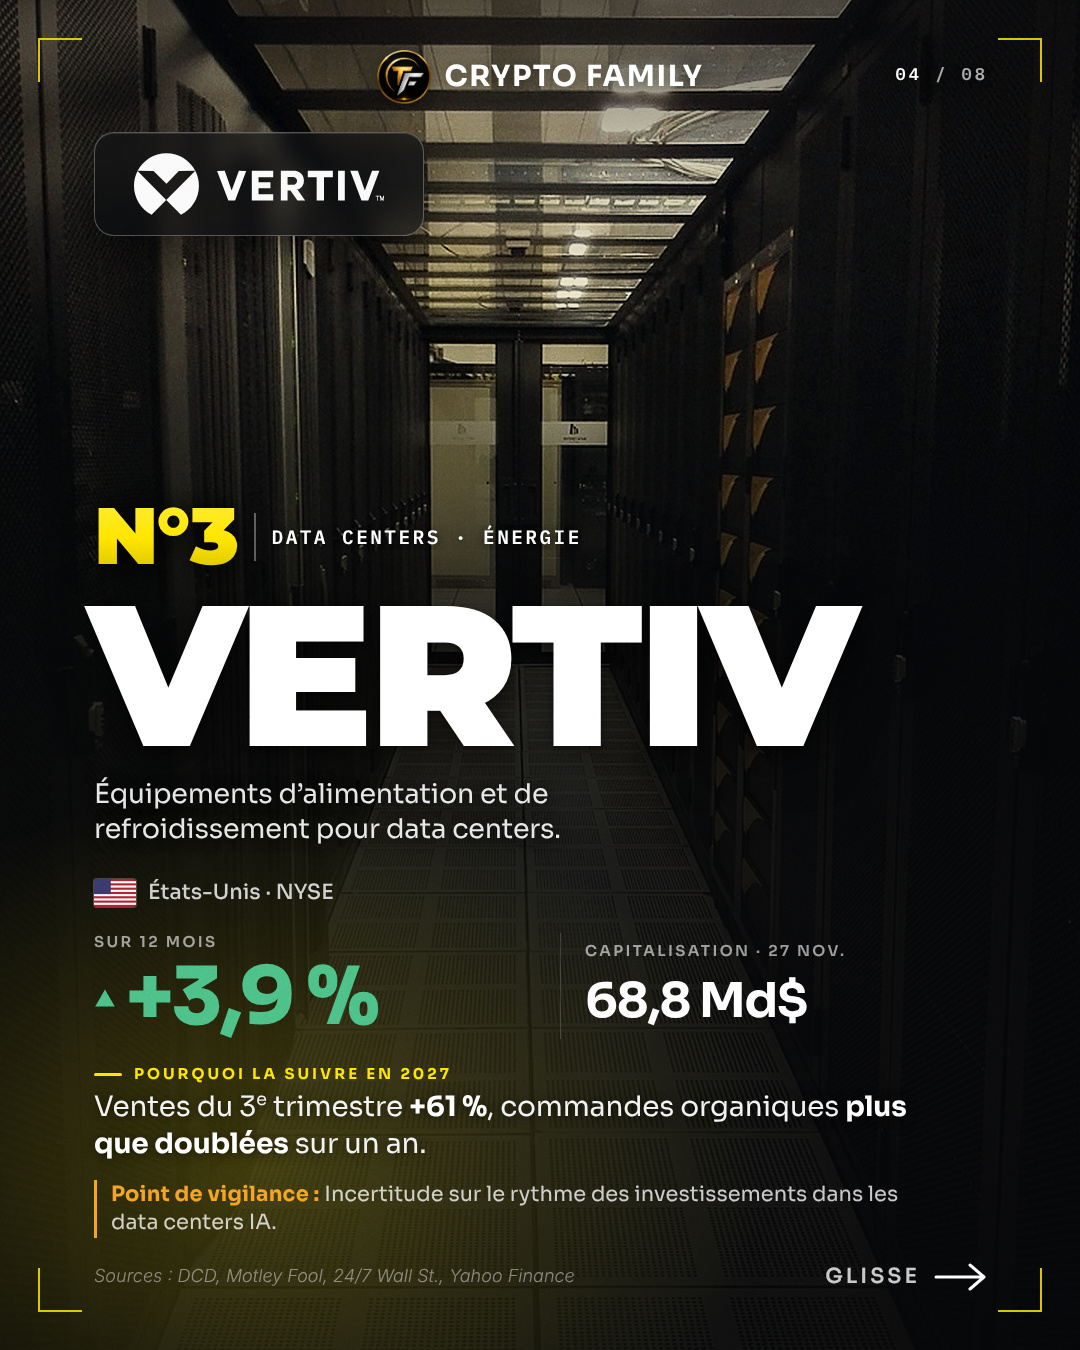 CRYPTO FAMILY
04 / 08
VERTIV™
N°3
DATA CENTERS · ÉNERGIE
VERTIV
Équipements d’alimentation et de
refroidissement pour data centers.
États-Unis · NYSE
SUR 12 MOIS
▲ +3,9 %
CAPITALISATION · 27 NOV.
68,8 Md$
POURQUOI LA SUIVRE EN 2027
Ventes du 3ᵉ trimestre +61 %, commandes organiques plus
que doublées sur un an.
Point de vigilance : Incertitude sur le rythme des investissements dans les
data centers IA.
Sources : DCD, Motley Fool, 24/7 Wall St., Yahoo Finance
GLISSE →